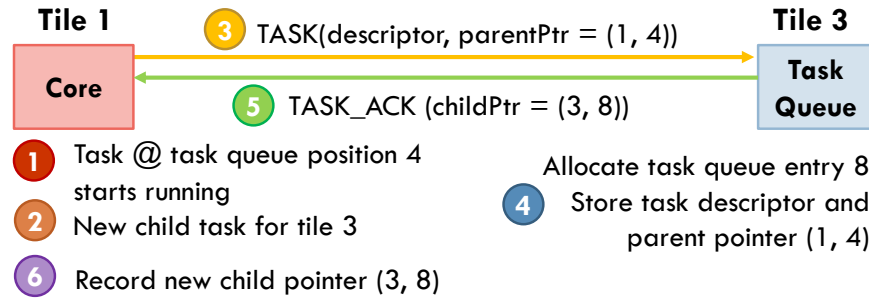 Tile 1
Tile 3
3 TASK(descriptor, parentPtr = (1, 4))
Core
Task
Queue
5 TASK_ACK (childPtr = (3, 8))
1 Task @ task queue position 4
starts running
2 New child task for tile 3
6 Record new child pointer (3, 8)
Allocate task queue entry 8
4 Store task descriptor and
parent pointer (1, 4)